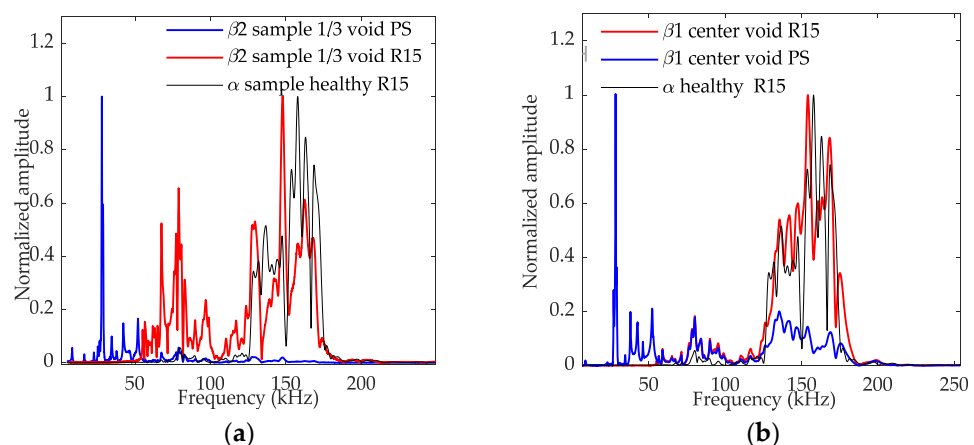 1.2
β2 sample 1/3 void PS
β2 sample 1/3 void R15
α sample healthy R15
1
0.8
0.6
0.4
0.2
0
Normalized amplitude
50 100 150 200
Frequency (kHz)
(a)
1.2
β1 center void R15
β1 center void PS
α healthy R15
1
0.8
0.6
0.4
0.2
0
Normalized amplitude
50 100 150 200 250
Frequency (kHz)
(b)